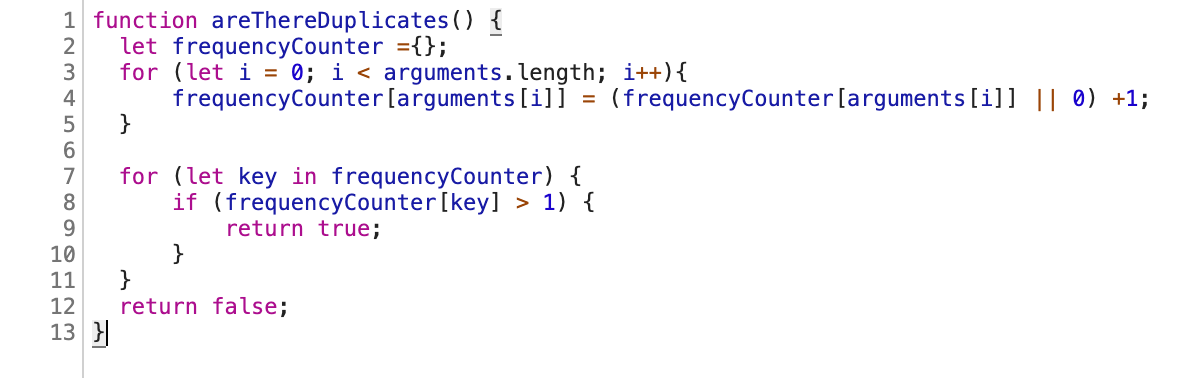 1 function areThereDuplicates() {
2   let frequencyCounter ={};
3   for (let i = 0; i < arguments.length; i++){
4       frequencyCounter[arguments[i]] = (frequencyCounter[arguments[i]] || 0) +1;
5   }
6
7   for (let key in frequencyCounter) {
8       if (frequencyCounter[key] > 1) {
9           return true;
10       }
11   }
12   return false;
13 }